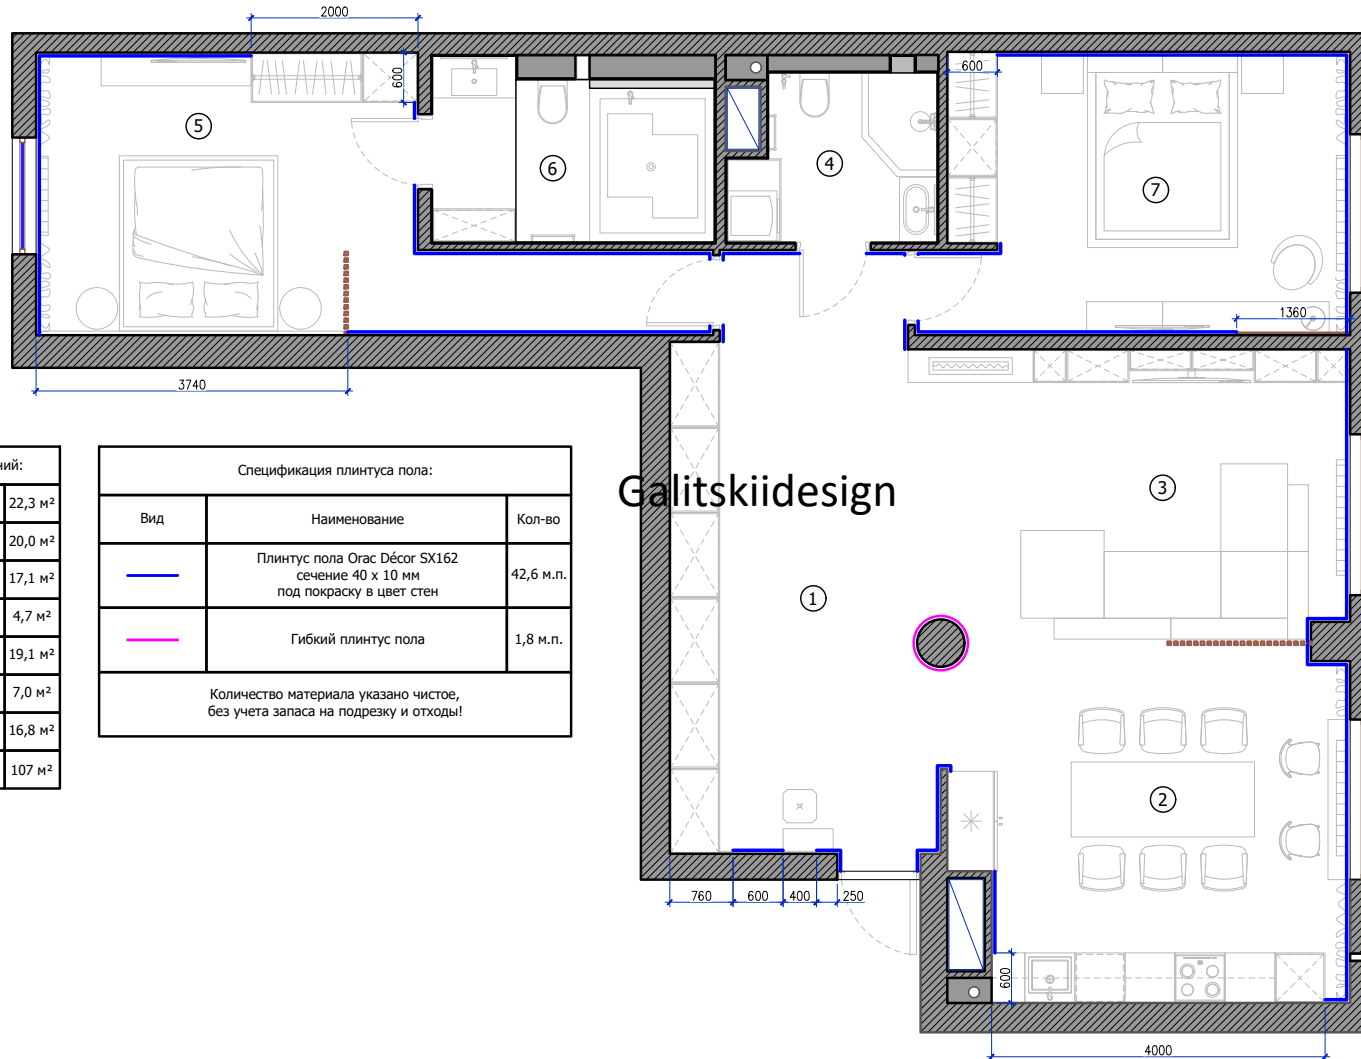 2000
600
600
5
6
4
7
1360
3740
ний:
22,3 м²
20,0 м²
17,1 м²
4,7 м²
19,1 м²
7,0 м²
16,8 м²
107 м²
Спецификация плинтуса пола:
Вид Наименование Кол-во
Плинтус пола Orac Décor SX162
сечение 40 x 10 мм
под покраску в цвет стен
42,6 м.п.
Гибкий плинтус пола 1,8 м.п.
Количество материала указано чистое,
без учета запаса на подрезку и отходы!
Galitskiidesign
3
1
2
760 600 400 250
600
4000